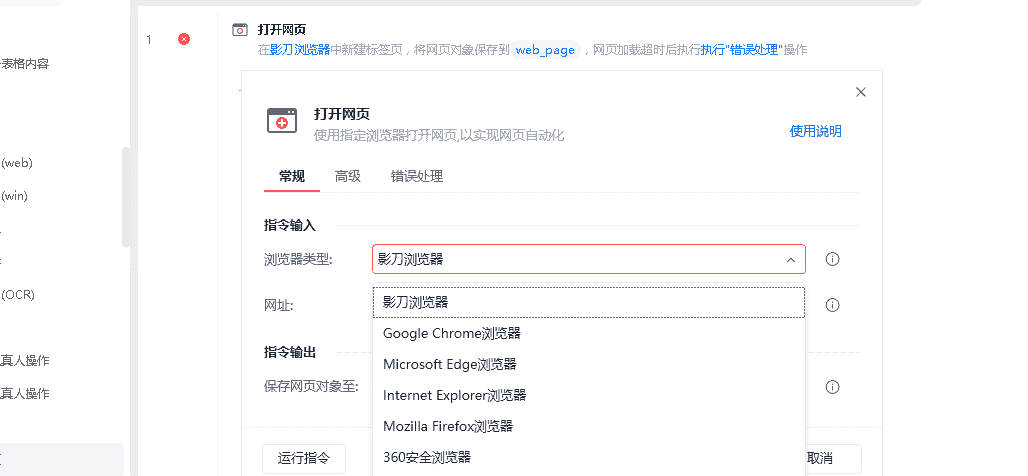 表格内容
(web)
(win)
(OCR)
真人操作
真人操作
1
打开网页
在影刀浏览器中新建标签页，将网页对象保存到 web_page ，网页加载超时后执行执行"错误处理"操作
打开网页
使用指定浏览器打开网页,以实现网页自动化
使用说明
常规 高级 错误处理
指令输入
浏览器类型: 影刀浏览器
网址:
影刀浏览器
Google Chrome浏览器
Microsoft Edge浏览器
指令输出
保存网页对象至:
Internet Explorer浏览器
Mozilla Firefox浏览器
360安全浏览器
运行指令
取消